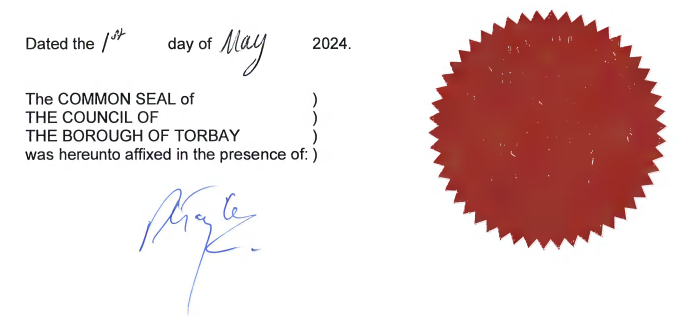 Dated the 1st day of May 2024.
The COMMON SEAL of )
THE COUNCIL OF )
THE BOROUGH OF TORBAY )
was hereunto affixed in the presence of: )